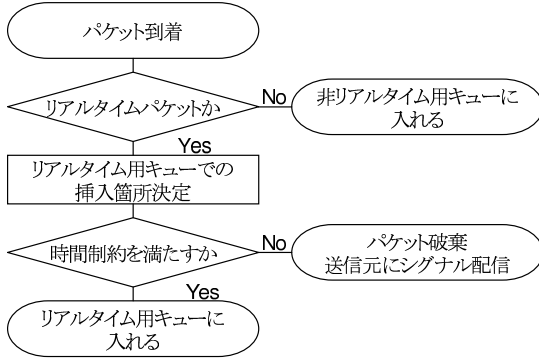 パケット到着
リアルタイムパケットか
No
非リアルタイム用キューに
入れる
Yes
リアルタイム用キューでの
挿入箇所決定
時間制約を満たすか
No
パケット破棄
送信元にシグナル配信
Yes
リアルタイム用キューに
入れる